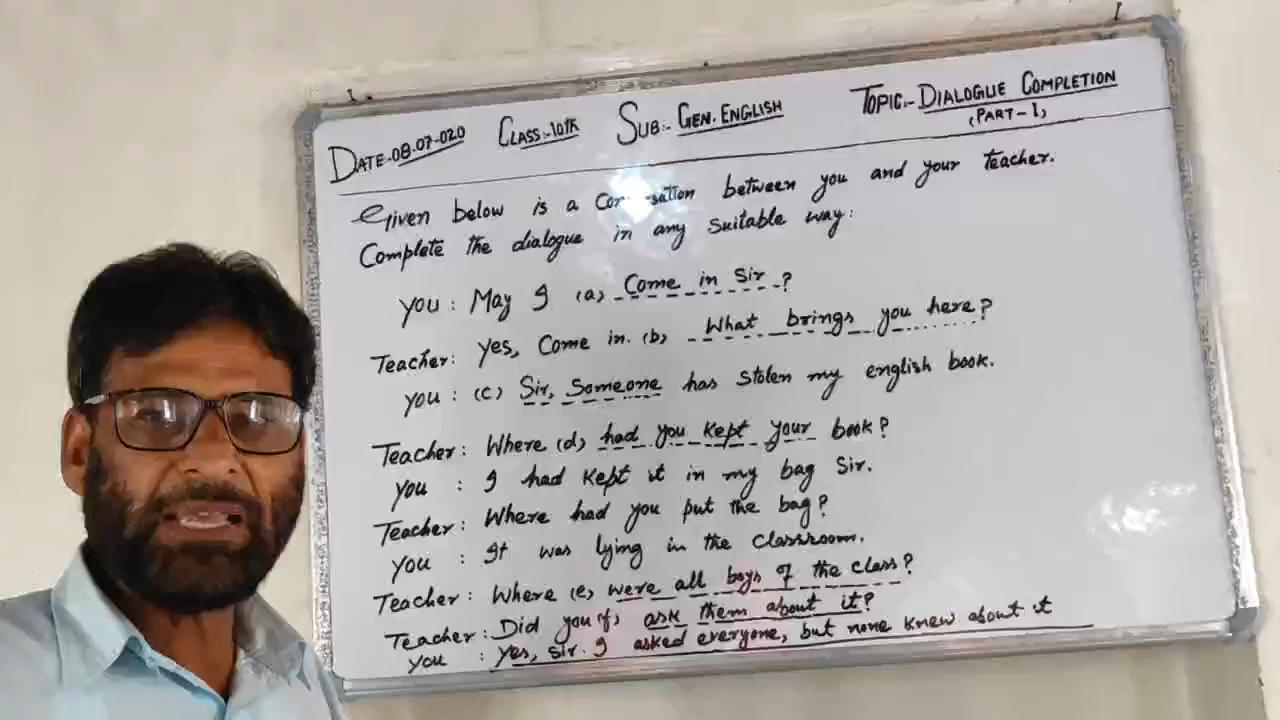 DATE-08-07-020 CLASS:-10th SUB:- GEN. ENGLISH TOPIC:- DIALOGUE COMPLETION
(PART-1)
Given below is a between you and your teacher.
Complete the dialogue in any suitable way:
you : May I (a) Come in Sir ?
Teacher: yes, Come in. (b) What brings you here?
you : (c) Sir, Someone has stolen my english book.
Teacher: Where (d) had you kept your book?
you : I had kept it in my bag Sir.
Teacher: Where had you put the bag?
you : It was lying in the classroom.
Teacher: Where (e) were all boys of the class?
Teacher: Did you (f) ask them about it?
you : yes, Sir. I asked everyone, but none knew about it